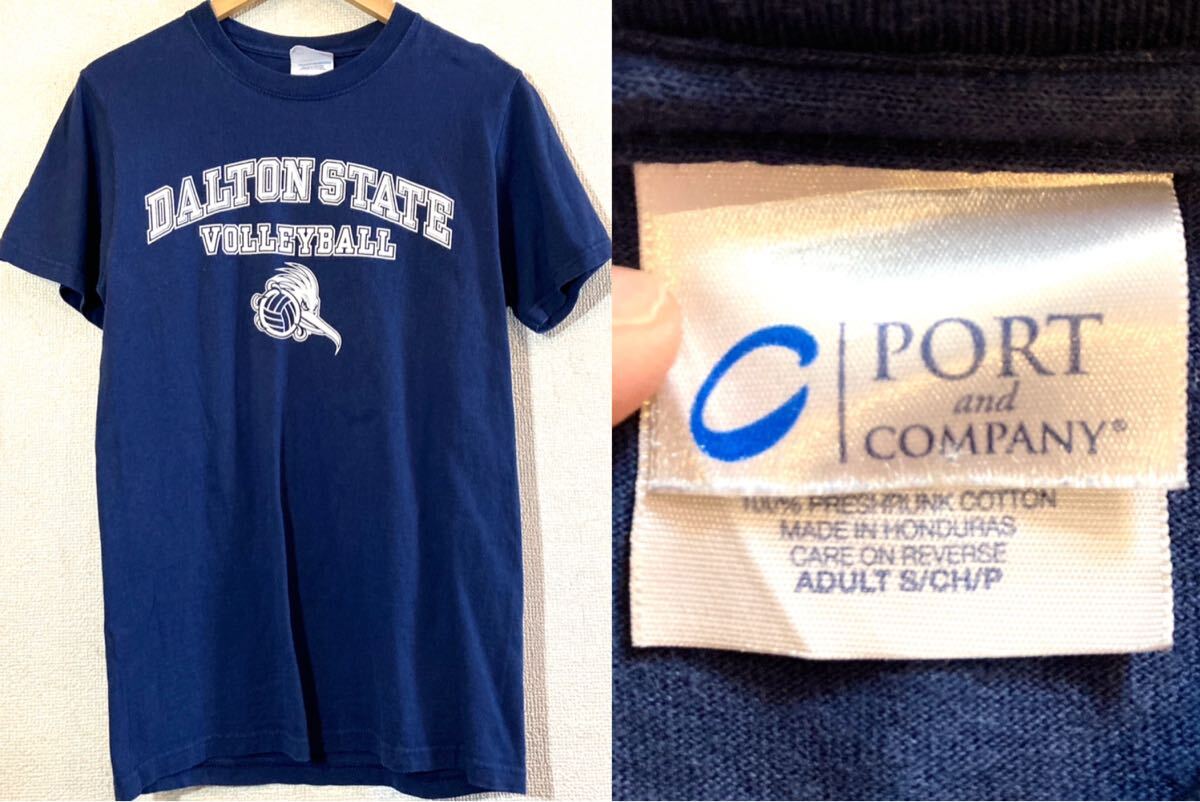 DALTON STATE
VOLLEYBALL
PORT
and
COMPANY®
100% PRESHRUNK COTTON
MADE IN HONDURAS
CARE ON REVERSE
ADULT S/CH/P